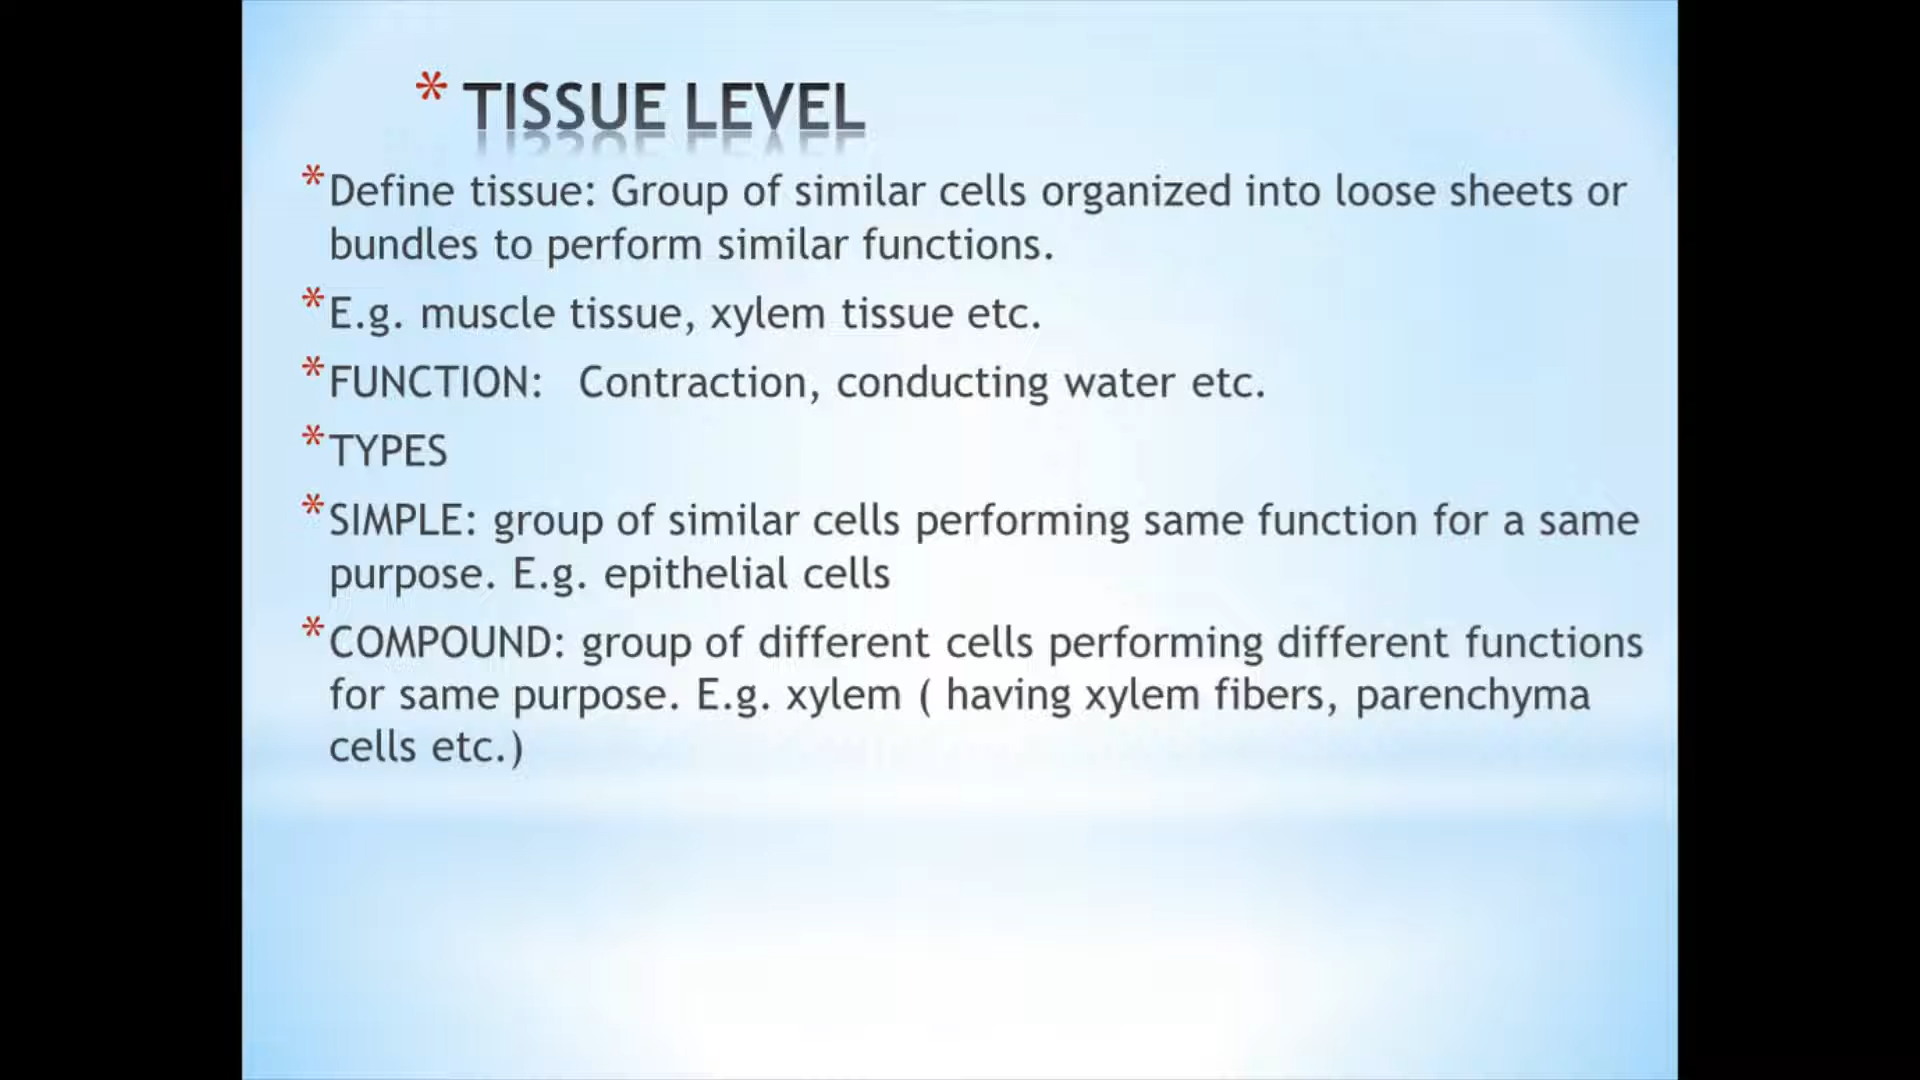 * TISSUE LEVEL
* Define tissue: Group of similar cells organized into loose sheets or
bundles to perform similar functions.
* E.g. muscle tissue, xylem tissue etc.
* FUNCTION: Contraction, conducting water etc.
* TYPES
* SIMPLE: group of similar cells performing same function for a same
purpose. E.g. epithelial cells
* COMPOUND: group of different cells performing different functions
for same purpose. E.g. xylem ( having xylem fibers, parenchyma
cells etc.)